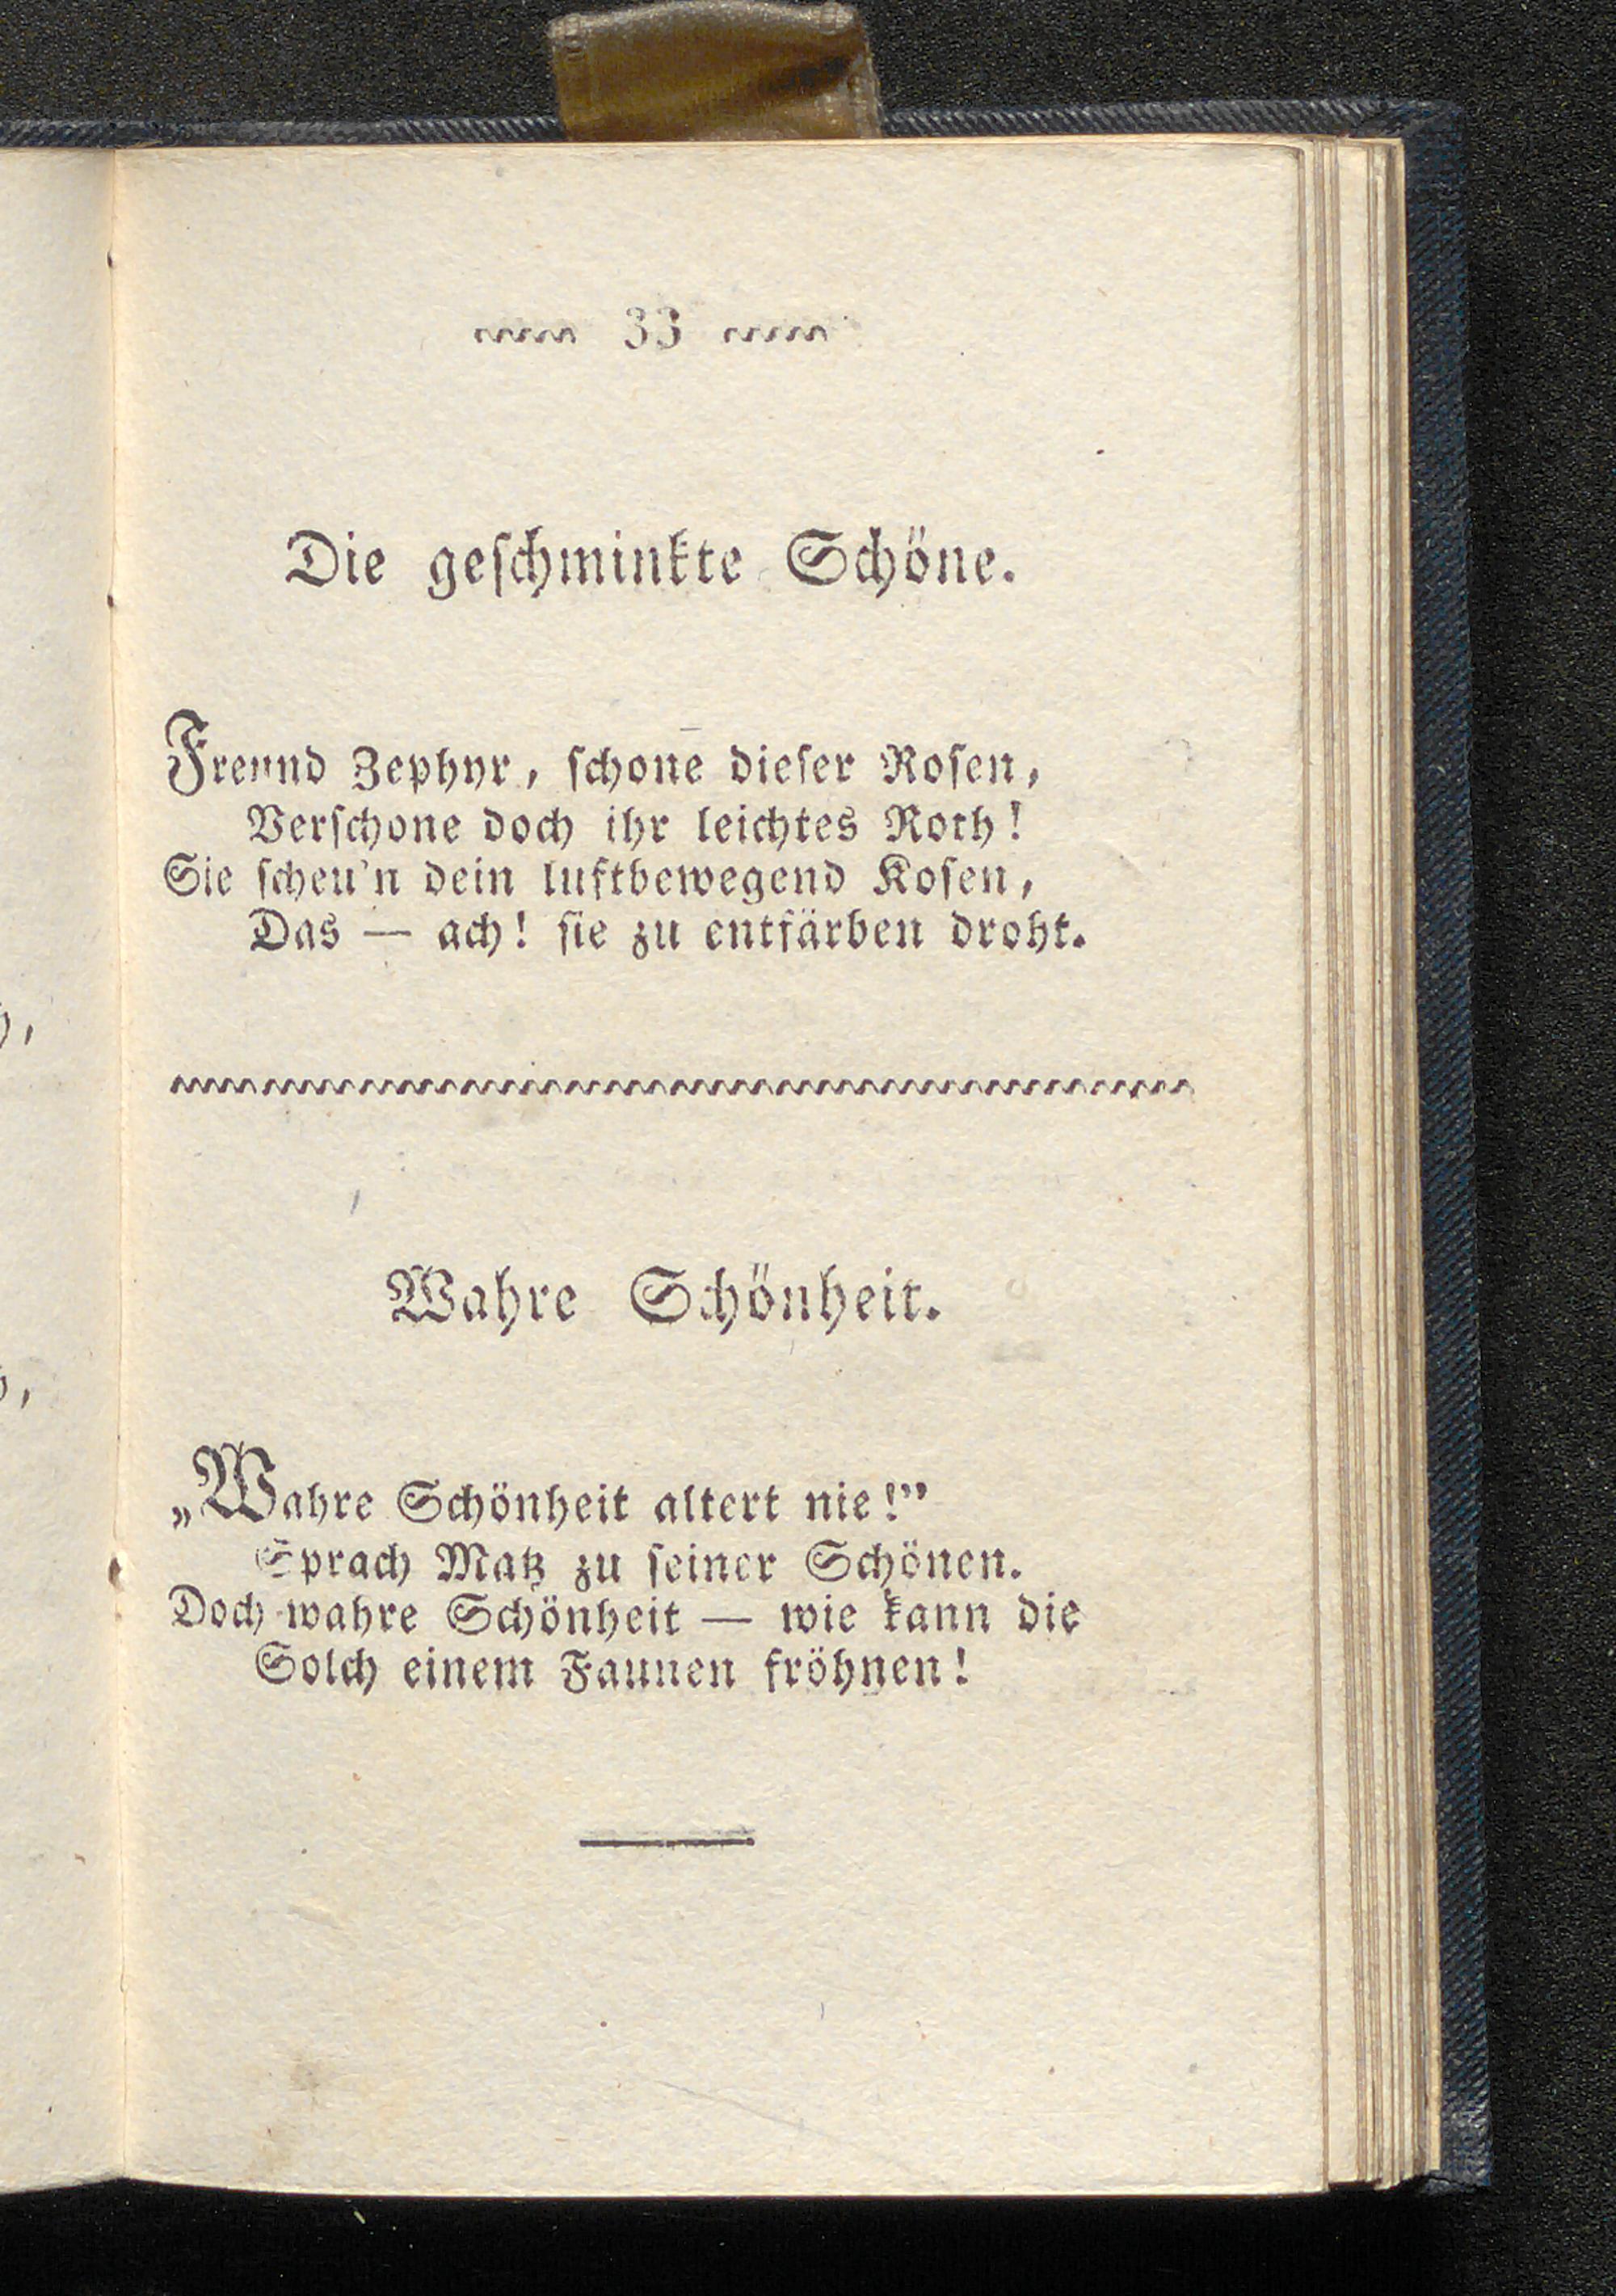 33
Die geſchminkte Schöne.
Freund Zephyr, ſchone dieſer Roſen,
Verſchone doch ihr leichtes Roth!
Sie ſcheu'n dein luftbewegend Koſen,
Das — ach! ſie zu entfärben droht.
Wahre Schönheit.
„Wahre Schönheit altert nie!”
Sprach Matz zu ſeiner Schönen.
Doch wahre Schönheit — wie kann die
Solch einem Faunen fröhnen!